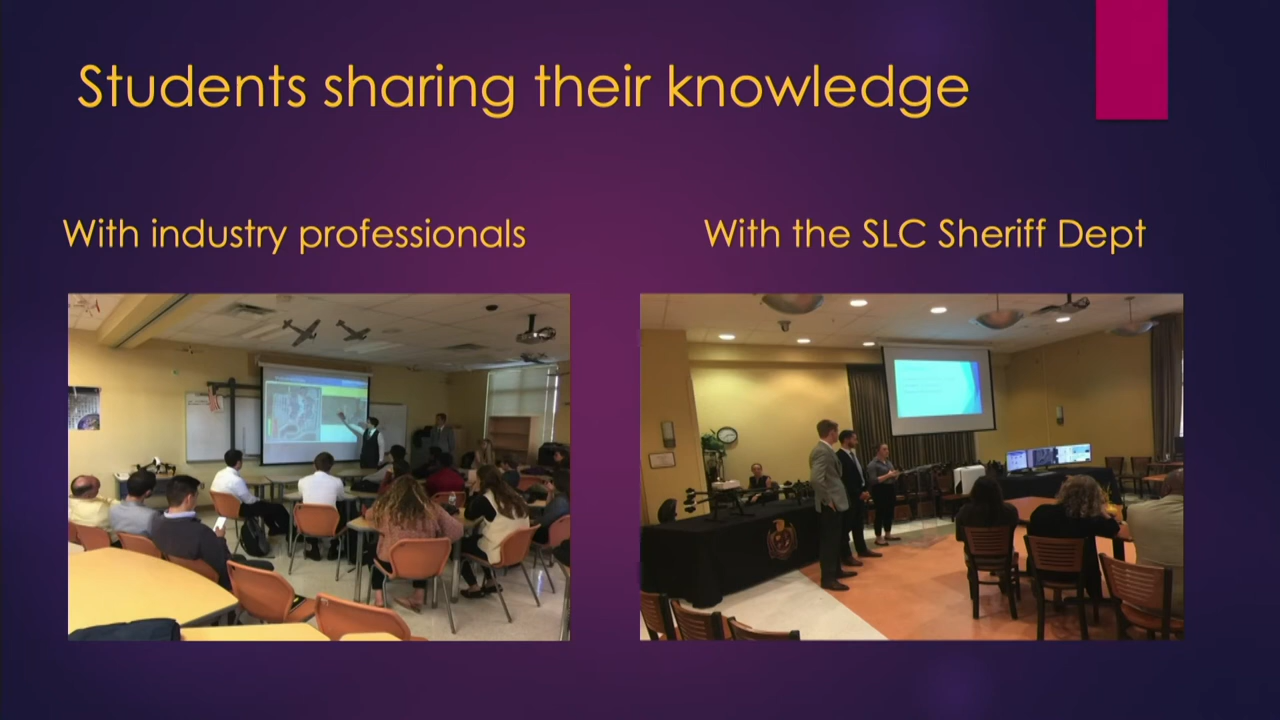 Students sharing their knowledge
With industry professionals
With the SLC Sheriff Dept